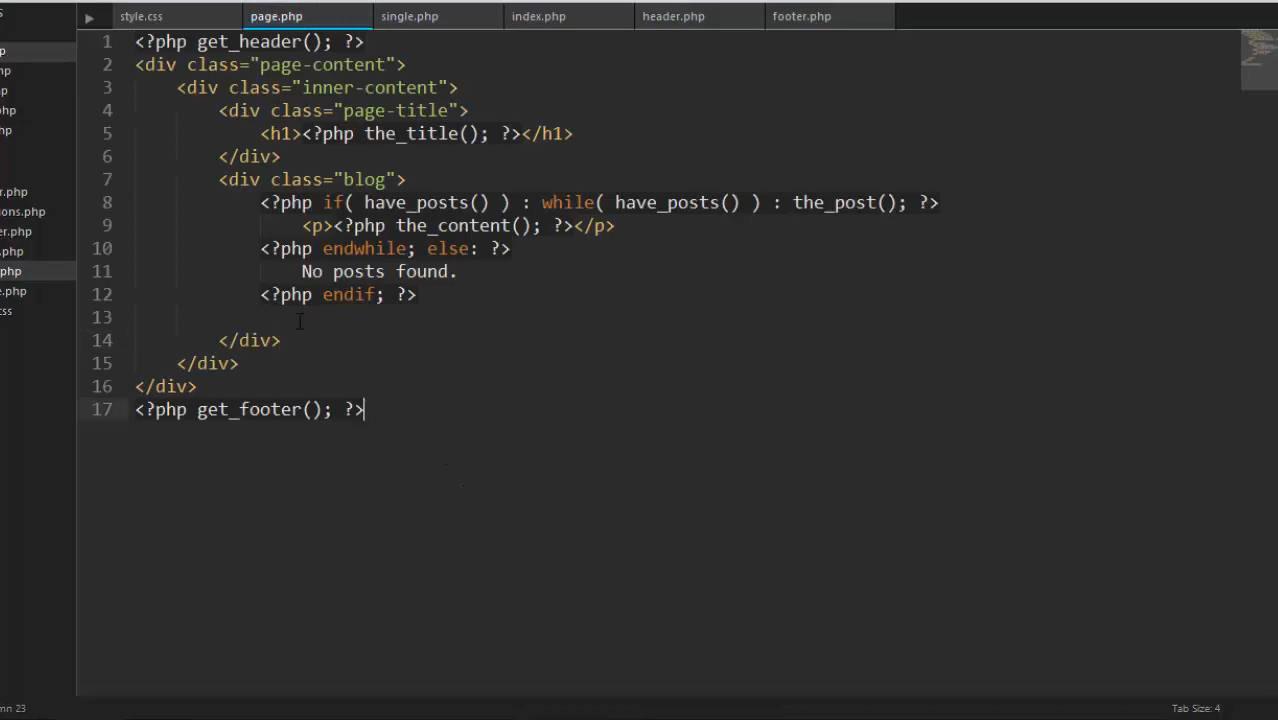 style.css page.php single.php index.php header.php footer.php
1 <?php get_header(); ?>
2 <div class="page-content">
3 <div class="inner-content">
4 <div class="page-title">
5 <h1><?php the_title(); ?></h1>
6 </div>
7 <div class="blog">
8 <?php if( have_posts() ) : while( have_posts() ) : the_post(); ?>
9 <p><?php the_content(); ?></p>
10 <?php endwhile; else: ?>
11 No posts found.
12 <?php endif; ?>
13
14 </div>
15 </div>
16 </div>
17 <?php get_footer(); ?>
Tab Size: 4